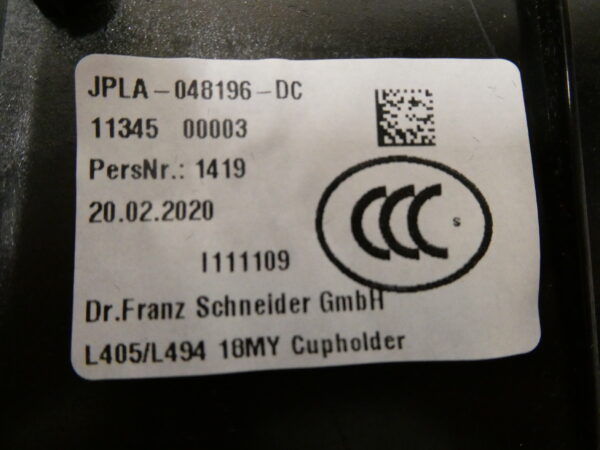 JPLA-048196-DC
11345 00003
PersNr.: 1419
20.02.2020
CCC S
I111109
Dr.Franz Schneider GmbH
L405/L494 18MY Cupholder